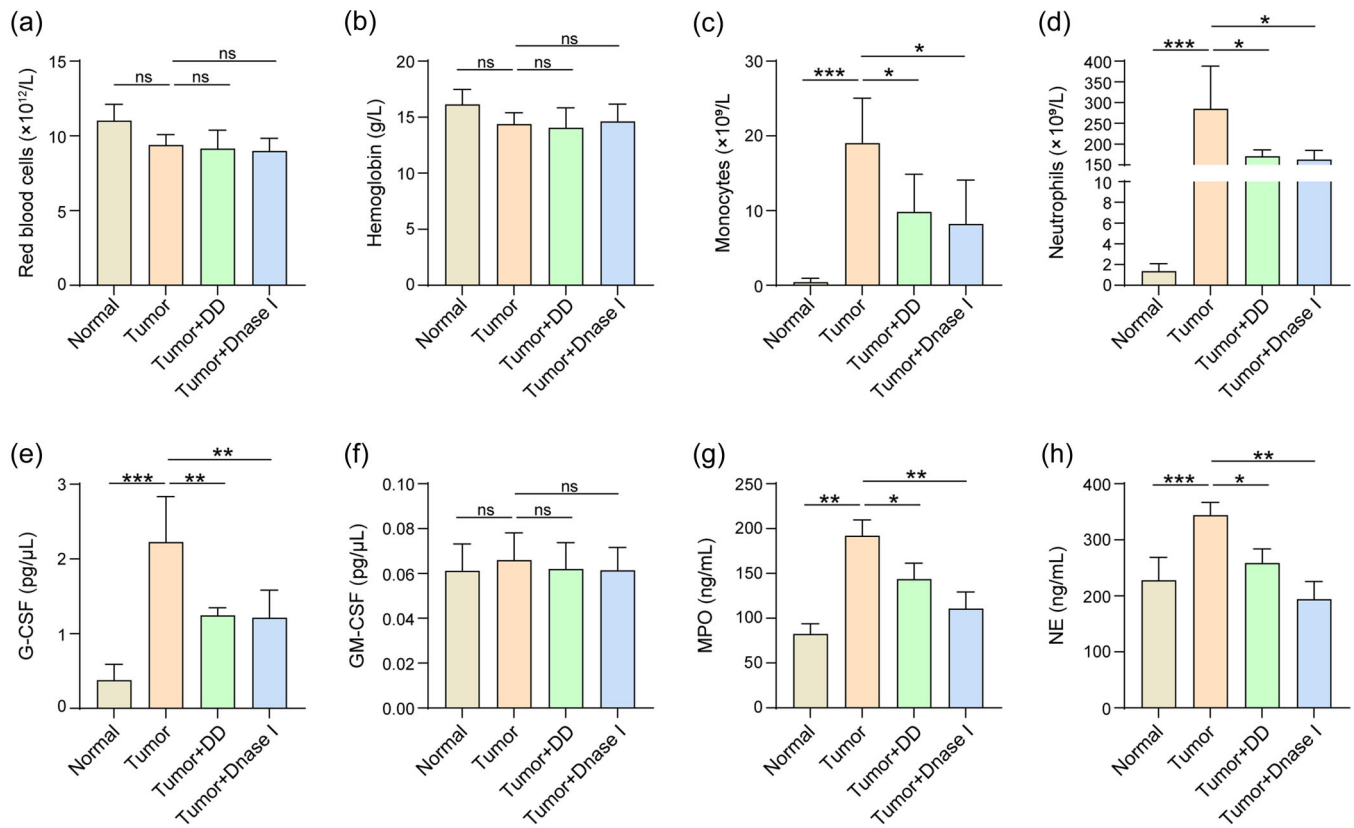 (a)
Red blood cells (×10¹²/L)
15
10
5
0
ns
ns
ns
Normal
Tumor
Tumor+DD
Tumor+Dnase I
(b)
Hemoglobin (g/L)
20
15
10
5
0
ns
ns
ns
Normal
Tumor
Tumor+DD
Tumor+Dnase I
(c)
Monocytes (×10⁹/L
30
20
10
0
*
***
*
Normal
Tumor
Tumor+DD
Tumor+Dnase I
(d)
Neutrophils (×10⁹/L)
400
350
300
250
200
150
10
8
6
4
2
0
*
***
*
Normal
Tumor
Tumor+DD
Tumor+Dnase I
(e)
G-CSF (pg/μL)
3
2
1
0
**
***
**
Normal
Tumor
Tumor+DD
Tumor+Dnase I
(f)
GM-CSF (pg/μL)
0.10
0.08
0.06
0.04
0.02
0.00
ns
ns
ns
Normal
Tumor
Tumor+DD
Tumor+Dnase I
(g)
MPO (ng/mL)
250
200
150
100
50
0
**
**
*
Normal
Tumor
Tumor+DD
Tumor+Dnase I
(h)
NE (ng/mL)
400
300
200
100
0
**
***
*
Normal
Tumor
Tumor+DD
Tumor+Dnase I